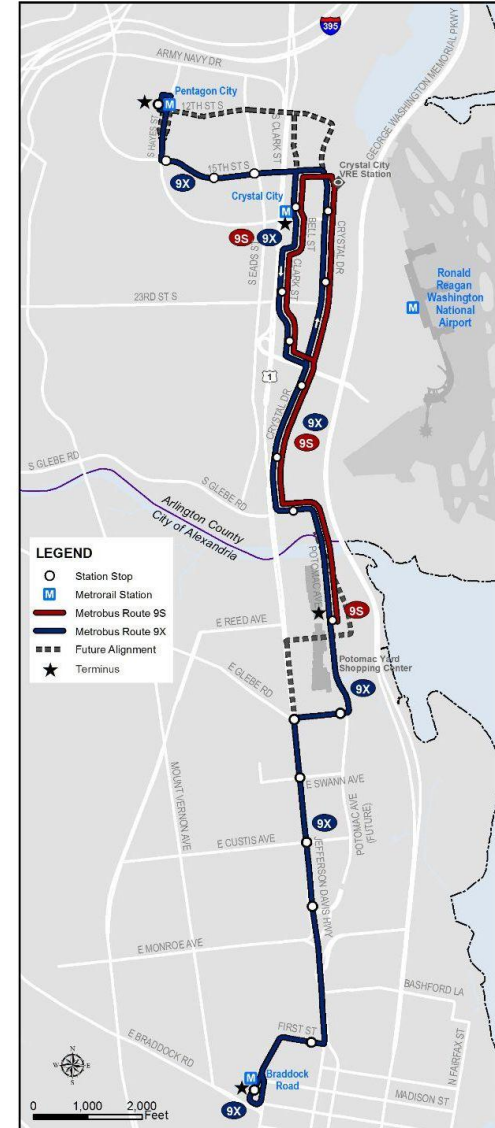 395
ARMY NAVY DR
GEORGE WASHINGTON MEMORIAL PKWY
Pentagon City
M
12TH ST S
S HAYES ST
S CLARK ST
15TH ST S
9X
Crystal City
VRE Station
Crystal City
M
9S
9X
BELL ST
CLARK ST
CRYSTAL DR
S EADS ST
23RD ST S
Ronald
Reagan
Washington
National
Airport
M
1
CRYSTAL DR
9X
9S
S GLEBE RD
S GLEBE RD
Arlington County
City of Alexandria
LEGEND
Station Stop
M Metrorail Station
Metrobus Route 9S
Metrobus Route 9X
Future Alignment
Terminus
POTOMAC AVE
9S
E REED AVE
Potomac Yard
Shopping Center
E GLEBE RD
9X
MOUNT VERNON AVE
E SWANN AVE
POTOMAC AVE
(FUTURE)
9X
E CUSTIS AVE
JEFFERSON DAVIS HWY
E MONROE AVE
BASHFORD LA
E BRADDOCK RD
FIRST ST
N FAIRFAX ST
N
W E
S
M
Braddock
Road
MADISON ST
9X
0 1,000 2,000
Feet